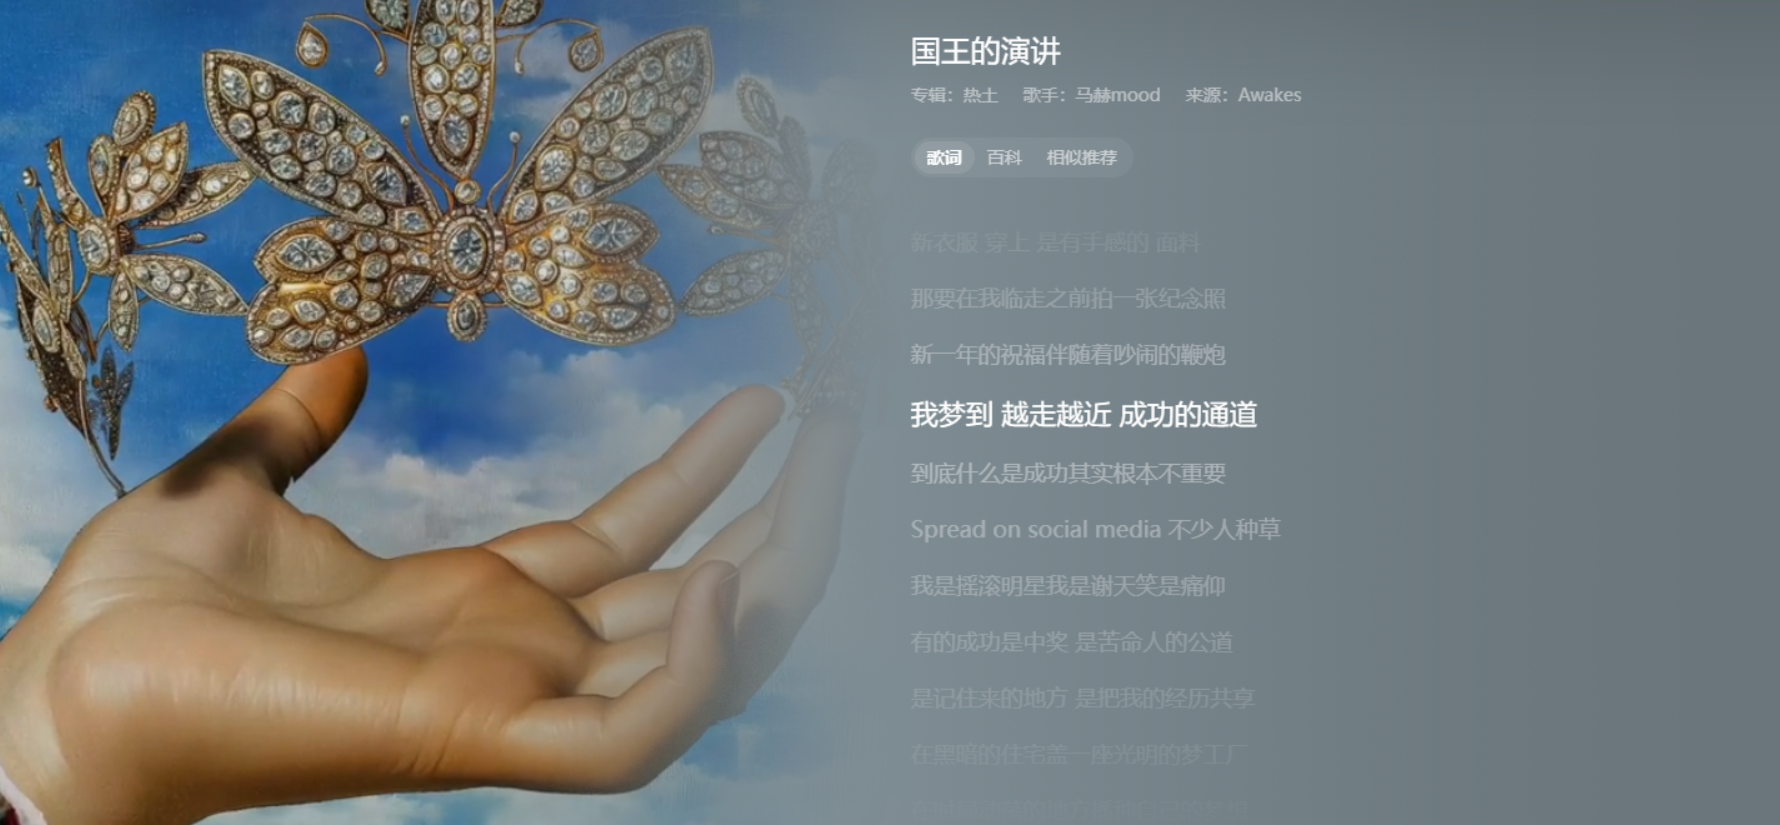 国王的演讲
专辑：热土 歌手：马赫mood 来源：Awakes
歌词 百科 相似推荐
新衣服 穿上 是有手感的 面料
那要在我临走之前拍一张纪念照
新一年的祝福伴随着吵闹的鞭炮
我梦到 越走越近 成功的通道
到底什么是成功其实根本不重要
Spread on social media 不少人种草
我是摇滚明星我是谢天笑是痛仰
有的成功是中奖 是苦命人的公道
是记住来的地方 是把我的经历共享
在黑暗的住宅盖一座光明的梦工厂